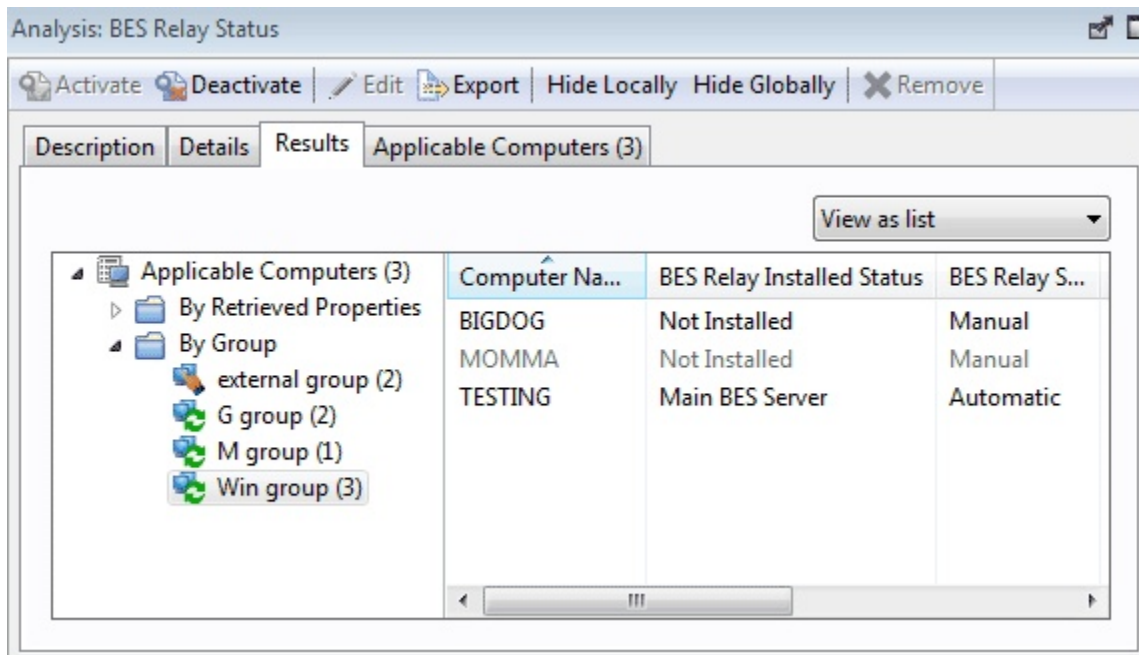 Analysis: BES Relay Status
Activate Deactivate Edit Export Hide Locally Hide Globally Remove
Description Details Results Applicable Computers (3)
View as list
Applicable Computers (3)
By Retrieved Properties
By Group
external group (2)
G group (2)
M group (1)
Win group (3)
Computer Na... BES Relay Installed Status BES Relay S...
BIGDOG Not Installed Manual
MOMMA Not Installed Manual
TESTING Main BES Server Automatic